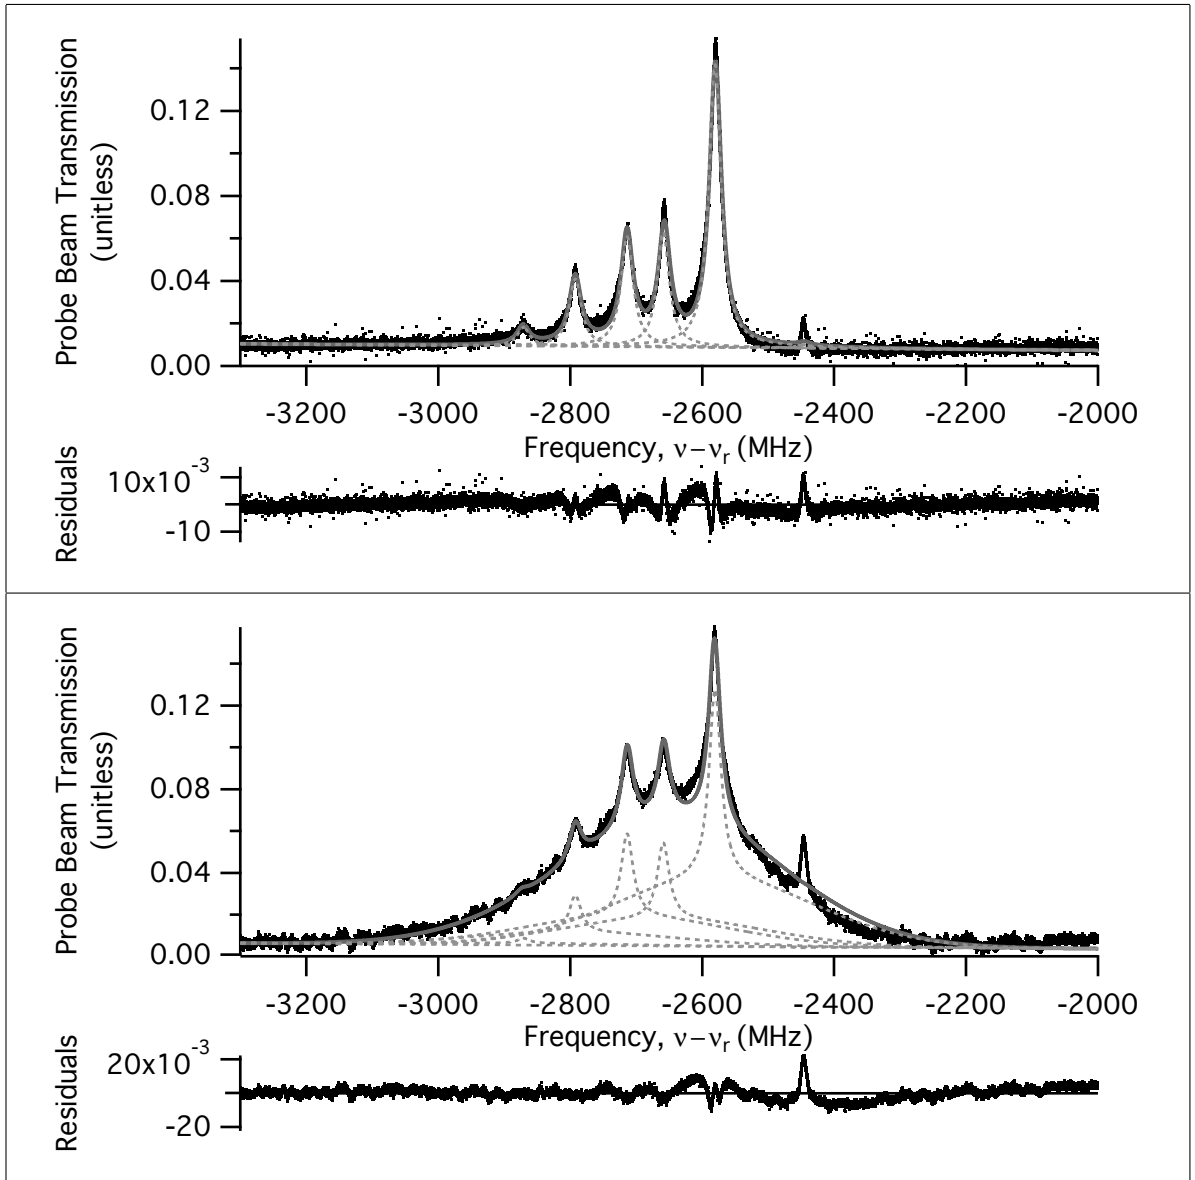 Probe Beam Transmission
(unitless)
0.12
0.08
0.04
0.00
-3200 -3000 -2800 -2600 -2400 -2200 -2000
Frequency, ν−νr (MHz)
Residuals
10x10-3
-10
Probe Beam Transmission
(unitless)
0.12
0.08
0.04
0.00
-3200 -3000 -2800 -2600 -2400 -2200 -2000
Frequency, ν−νr (MHz)
Residuals
20x10-3
-20